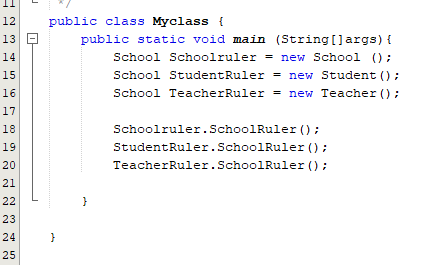 11 */
12 public class Myclass {
13 public static void main (String[]args){
14 School Schoolruler = new School ();
15 School StudentRuler = new Student();
16 School TeacherRuler = new Teacher();
17
18 Schoolruler.SchoolRuler();
19 StudentRuler.SchoolRuler();
20 TeacherRuler.SchoolRuler();
21
22 }
23
24 }
25